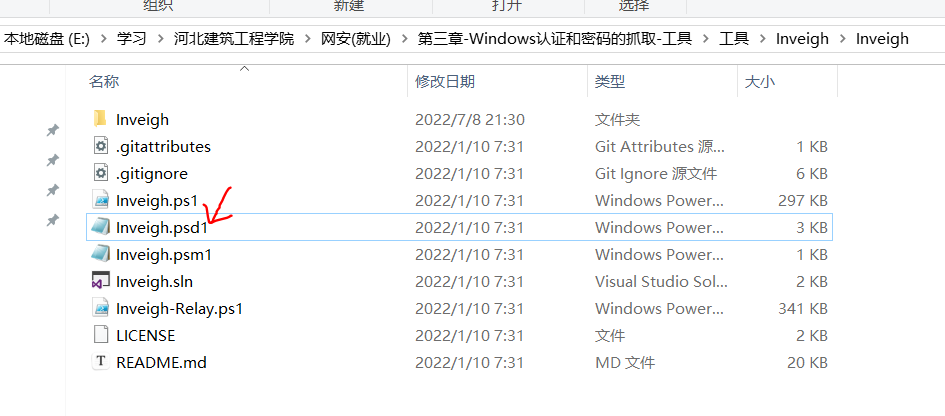 组织 新建 打开 选择
本地磁盘 (E:) > 学习 > 河北建筑工程学院 > 网安(就业) > 第三章-Windows认证和密码的抓取-工具 > 工具 > Inveigh > Inveigh
名称 修改日期 类型 大小
Inveigh 2022/7/8 21:30 文件夹
.gitattributes 2022/1/10 7:31 Git Attributes 源... 1 KB
.gitignore 2022/1/10 7:31 Git Ignore 源文件 6 KB
Inveigh.ps1 2022/1/10 7:31 Windows Power... 297 KB
Inveigh.psd1 2022/1/10 7:31 Windows Power... 3 KB
Inveigh.psm1 2022/1/10 7:31 Windows Power... 1 KB
Inveigh.sln 2022/1/10 7:31 Visual Studio Sol... 2 KB
Inveigh-Relay.ps1 2022/1/10 7:31 Windows Power... 341 KB
LICENSE 2022/1/10 7:31 文件 2 KB
README.md 2022/1/10 7:31 MD 文件 20 KB